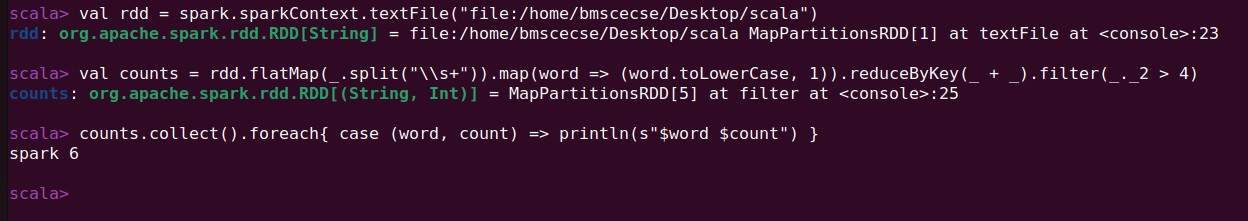 scala> val rdd = spark.sparkContext.textFile("file:/home/bmscecse/Desktop/scala")
rdd: org.apache.spark.rdd.RDD[String] = file:/home/bmscecse/Desktop/scala MapPartitionsRDD[1] at textFile at <console>:23
scala> val counts = rdd.flatMap(_.split("\\s+")).map(word => (word.toLowerCase, 1)).reduceByKey(_ + _).filter(_._2 > 4)
counts: org.apache.spark.rdd.RDD[(String, Int)] = MapPartitionsRDD[5] at filter at <console>:25
scala> counts.collect().foreach{ case (word, count) => println(s"$word $count") }
spark 6
scala>